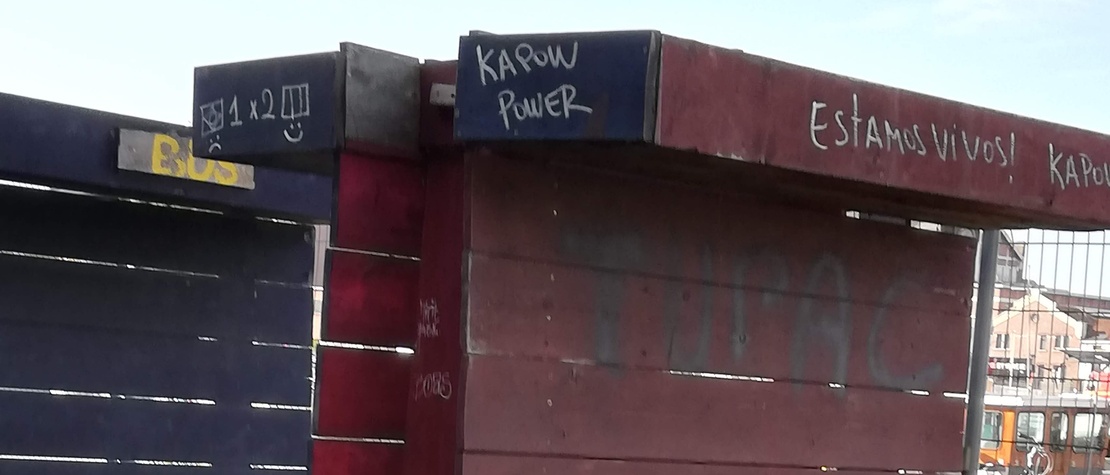 1 x 2
BUS
KAPOW
POWER
EstAMOS ViVOS!
KAPOW
TUPAC